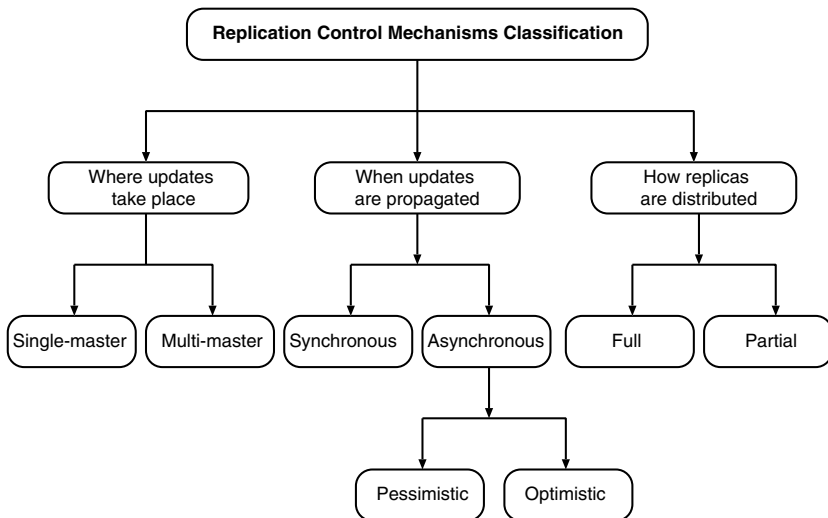 Replication Control Mechanisms Classification
Where updates
take place
When updates
are propagated
How replicas
are distributed
Single-master
Multi-master
Synchronous
Asynchronous
Full
Partial
Pessimistic
Optimistic